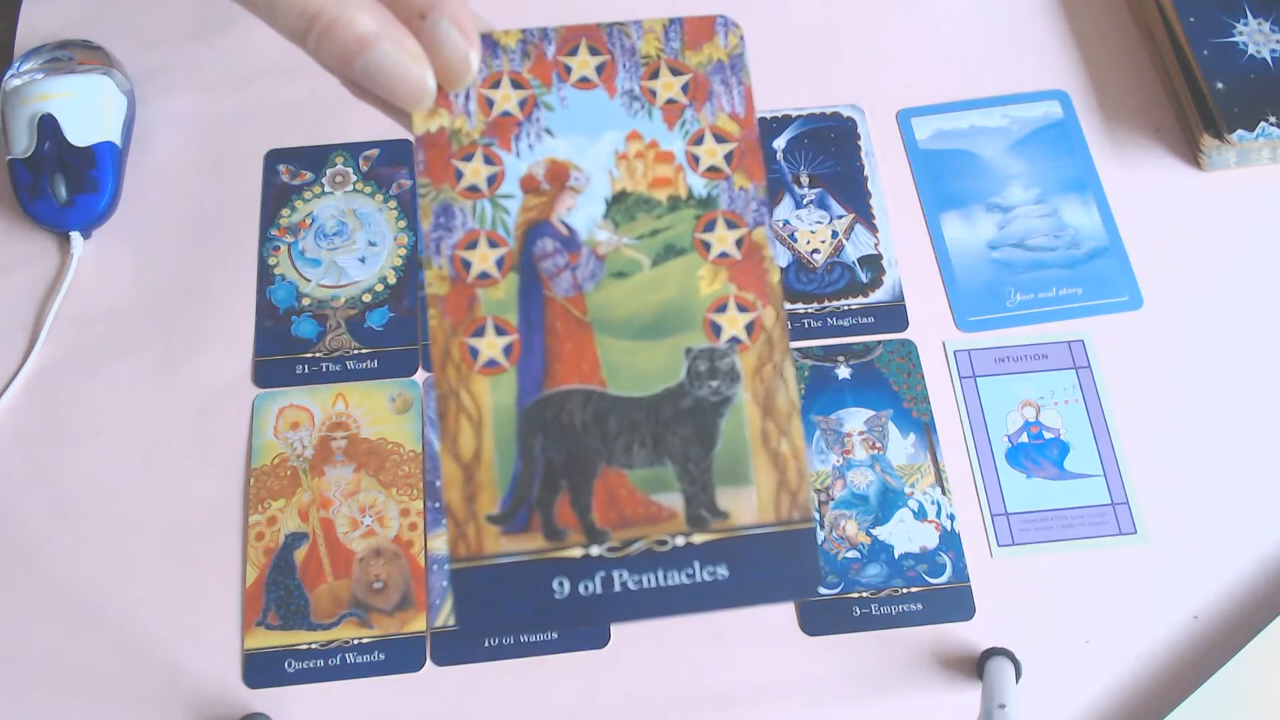 21-The World
1-The Magician
Your soul story
INTUITION
9 of Pentacles
Queen of Wands
10 of Wands
3-Empress